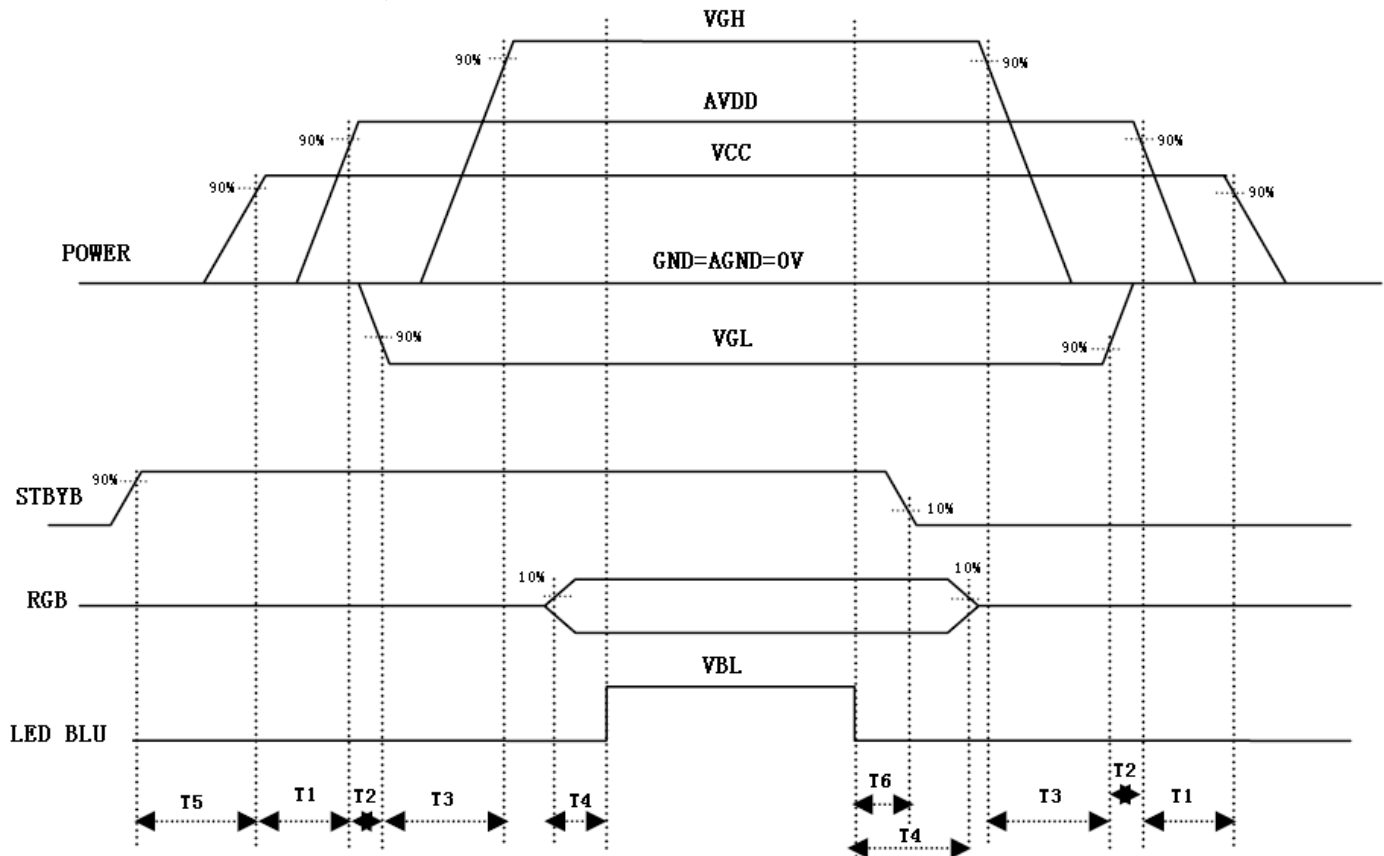 VGH
90%
90%
AVDD
90%
90%
VCC
90%
90%
POWER
GND=AGND=0V
90%
VGL
90%
90%
STBYB
10%
10%
10%
RGB
VBL
LED BLU
T5
T1
T2
T3
T4
T6
T4
T3
T2
T1